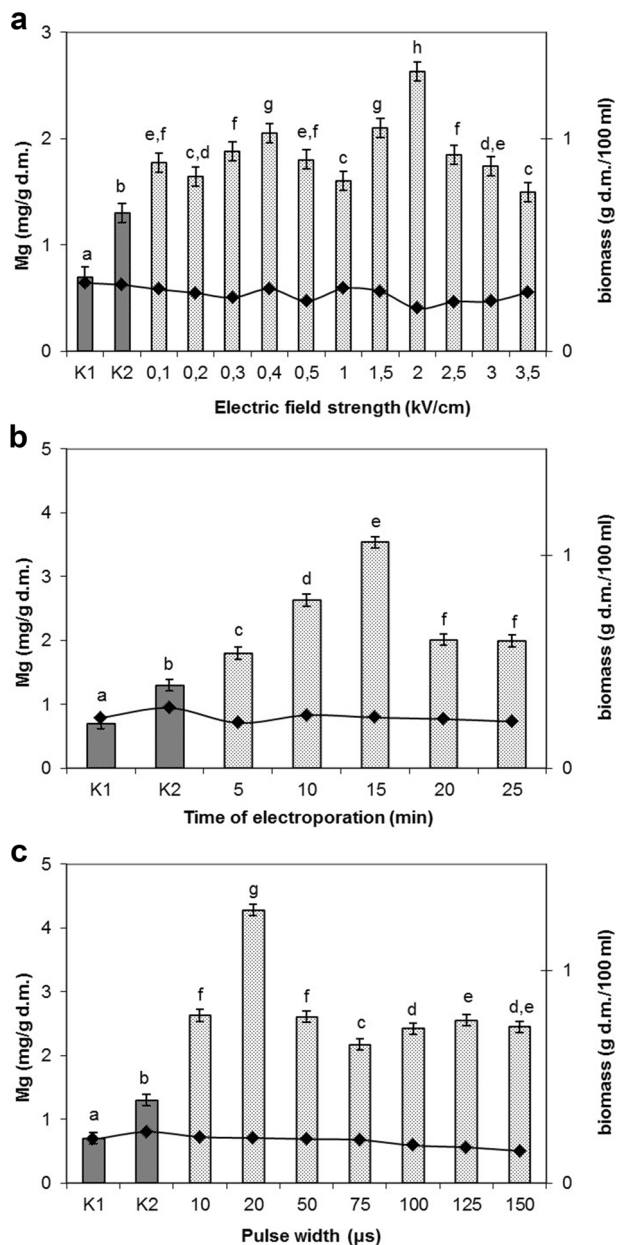 a
3
2
1
0
Mg (mg/g d.m.)
1
0
biomass (g d.m./100 ml)
a
b
e,f
c,d
f
g
e,f
c
g
h
f
d,e
c
K1 K2 0,1 0,2 0,3 0,4 0,5 1 1,5 2 2,5 3 3,5
Electric field strength (kV/cm)
b
5
4
3
2
1
0
Mg (mg/g d.m.)
1
0
biomass (g d.m./100 ml)
a
b
c
d
e
f
f
K1 K2 5 10 15 20 25
Time of electroporation (min)
c
5
4
3
2
1
0
Mg (mg/g d.m.)
1
0
biomass (g d.m./100 ml)
a
b
f
g
f
c
d
e
d,e
K1 K2 10 20 50 75 100 125 150
Pulse width (µs)